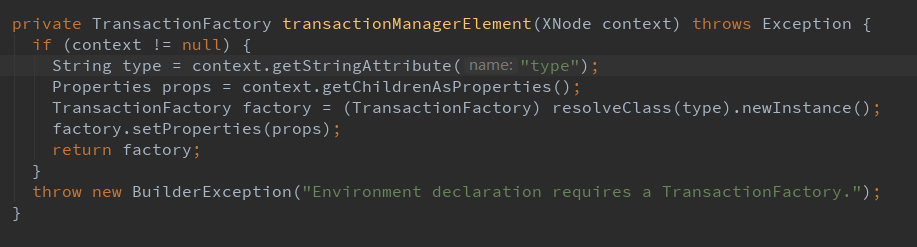 private TransactionFactory transactionManagerElement(XNode context) throws Exception {
if (context != null) {
String type = context.getStringAttribute( name: "type");
Properties props = context.getChildrenAsProperties();
TransactionFactory factory = (TransactionFactory) resolveClass(type).newInstance();
factory.setProperties(props);
return factory;
}
throw new BuilderException("Environment declaration requires a TransactionFactory.");
}